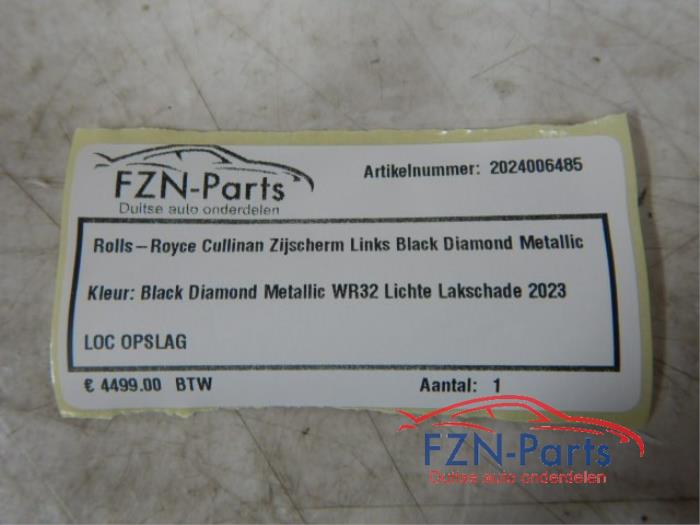 FZN-Parts
Duitse auto onderdelen
Artikelnummer: 2024006485
Rolls-Royce Cullinan Zijscherm Links Black Diamond Metallic
Kleur: Black Diamond Metallic WR32 Lichte Lakschade 2023
LOC OPSLAG
€ 4499.00 BTW
Aantal: 1
FZN-Parts
Duitse auto onderdelen